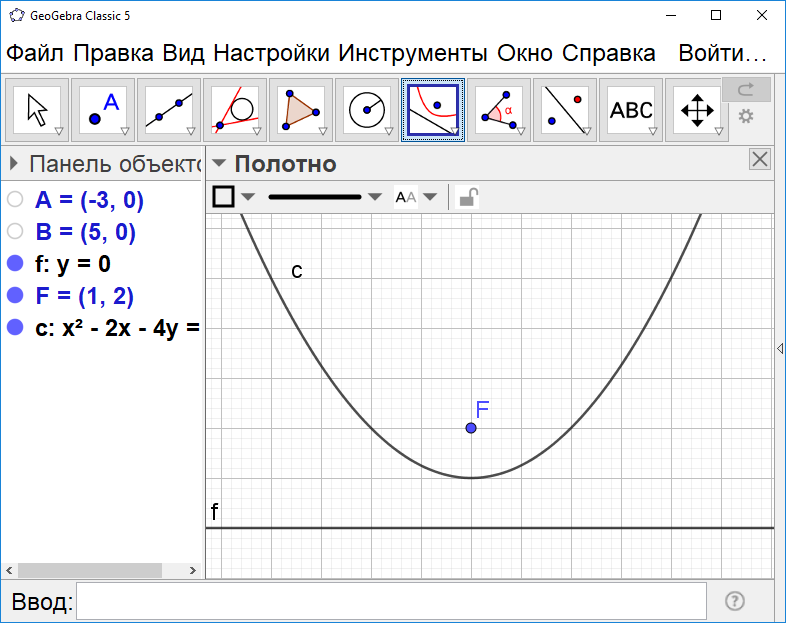 GeoGebra Classic 5
Файл Правка Вид Настройки Инструменты Окно Справка Войти...
A
α
ABC
Панель объекто
Полотно
AA
A = (-3, 0)
B = (5, 0)
f: y = 0
F = (1, 2)
c: x² - 2x - 4y =
c
F
f
Ввод:
?